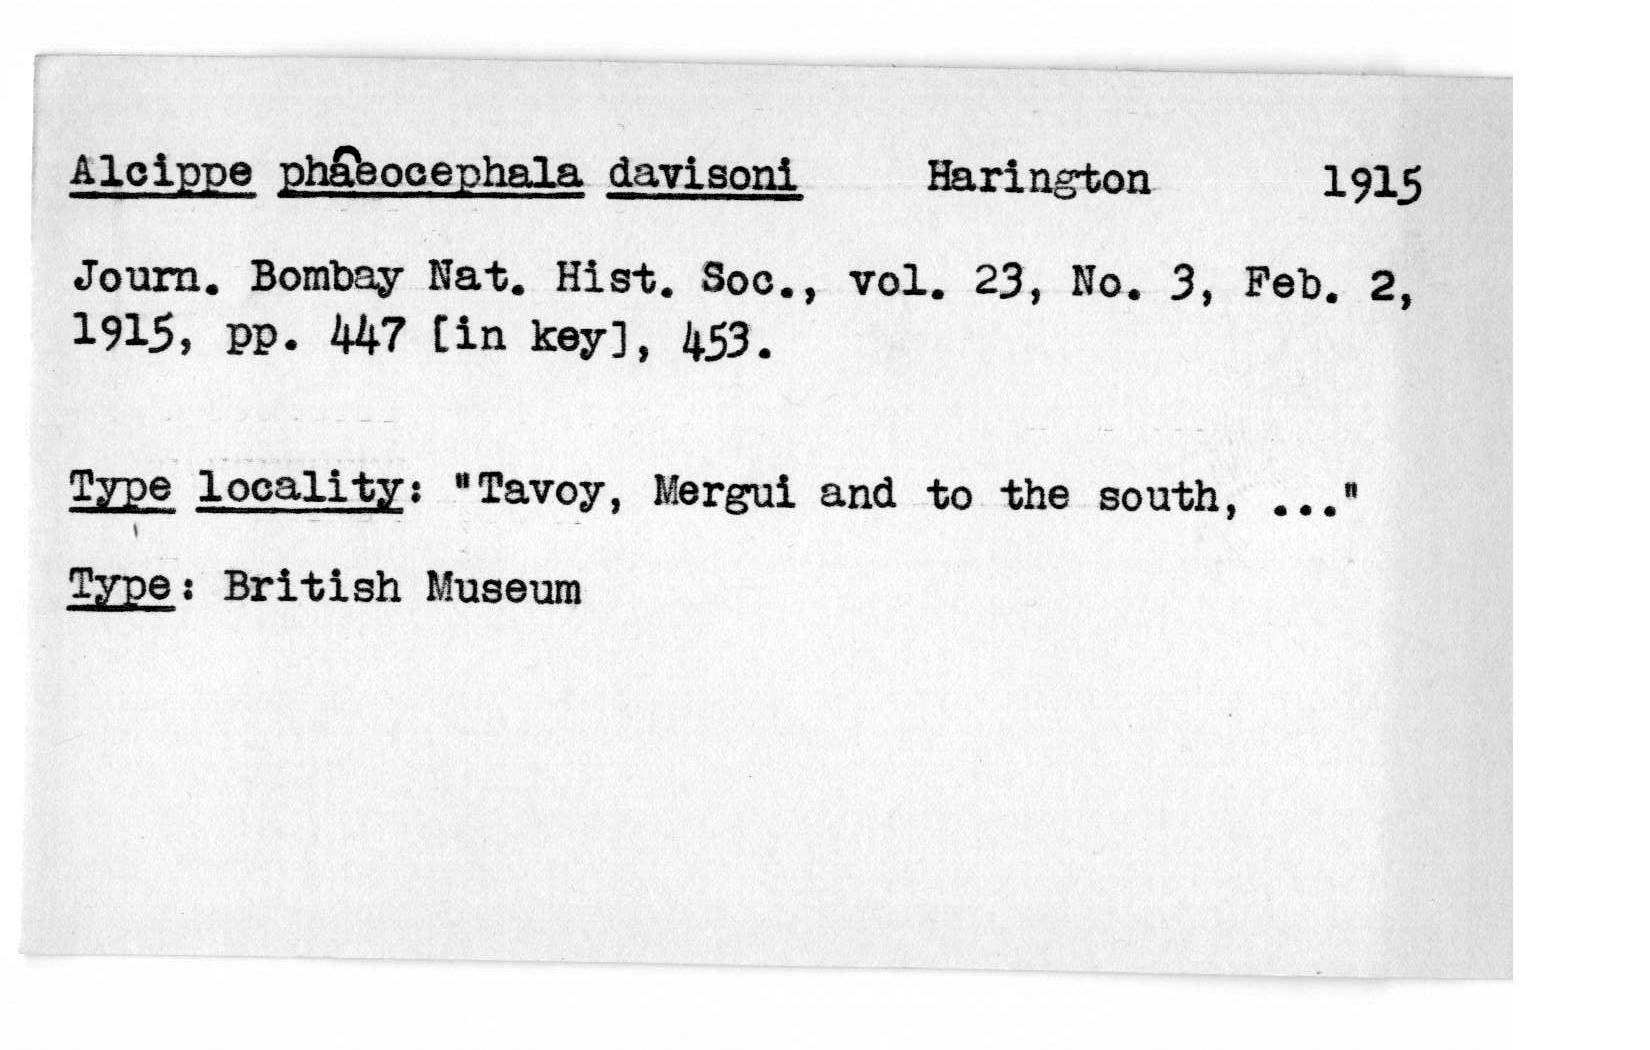 Alcippe phaeocephala davisoni Harington 1915
Journ. Bombay Nat. Hist. Soc., vol. 23, No. 3, Feb. 2,
1915, pp. 447 [in key], 453.
Type locality: "Tavoy, Mergui and to the south, ..."
Type: British Museum